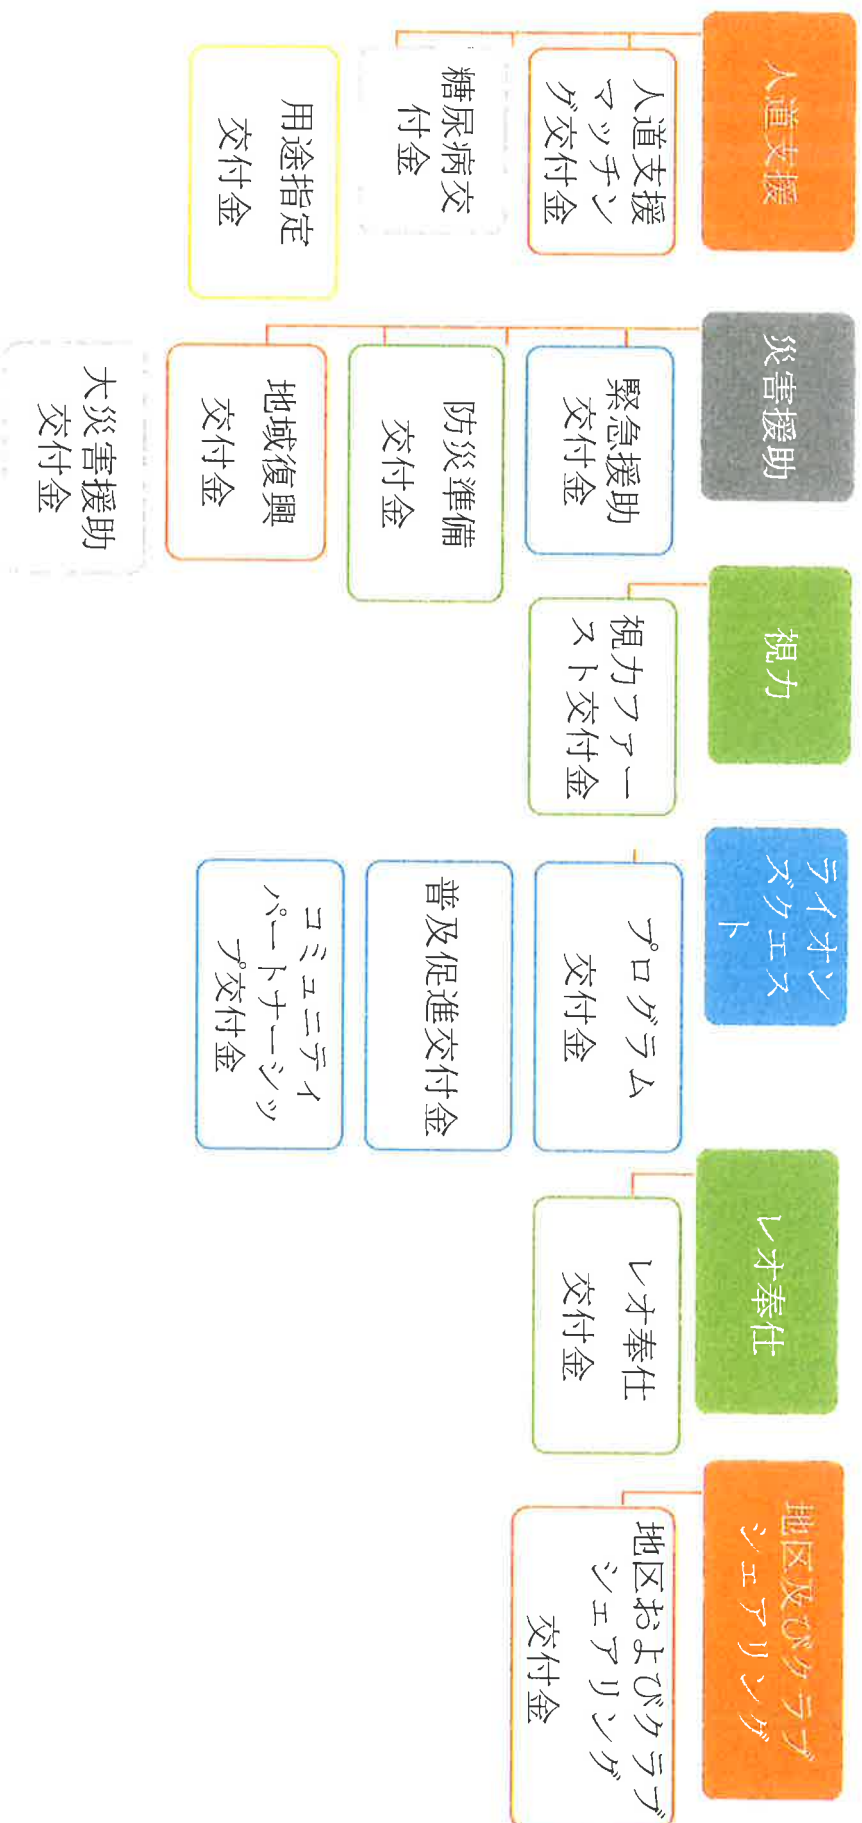 人道支援
人道支援
マッチン
グ交付金
糖尿病交
付金
用途指定
交付金
災害援助
緊急援助
交付金
防災準備
交付金
地域復興
交付金
大災害援助
交付金
視力
視力ファー
スト交付金
ライオン
ズクエス
ト
プログラム
交付金
普及促進交付金
コミュニティ
パートナーシッ
プ交付金
レオ奉仕
レオ奉仕
交付金
地区及びクラブ
シェアリング
地区およびクラブ
シェアリング
交付金